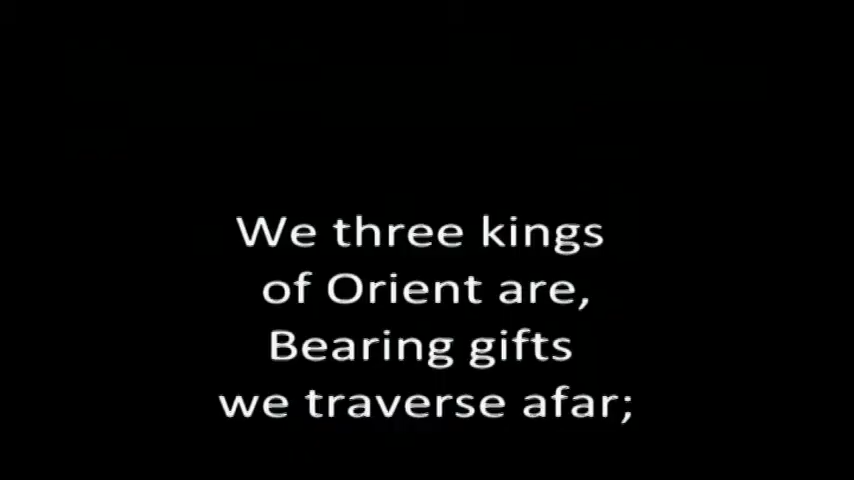 We three kings
of Orient are,
Bearing gifts
we traverse afar;